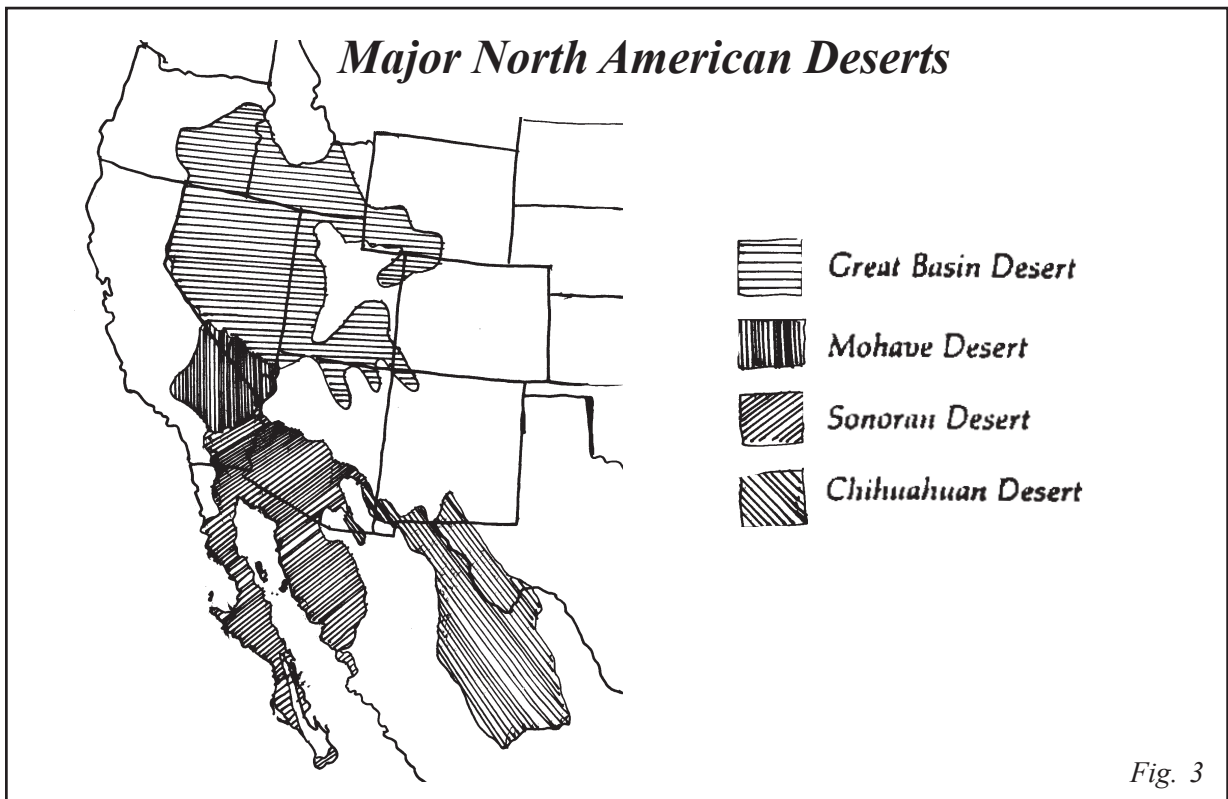 Major North American Deserts
Great Basin Desert
Mohave Desert
Sonoran Desert
Chihuahuan Desert
Fig. 3